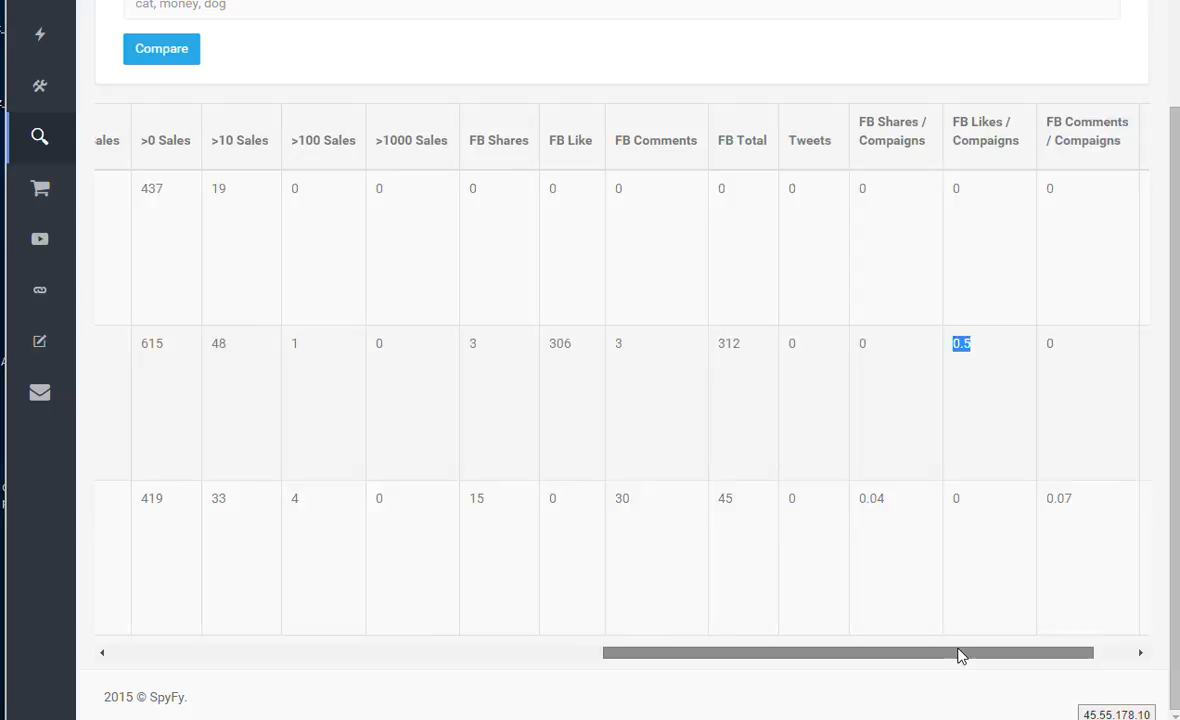 cat, money, dog
Compare
ales >0 Sales >10 Sales >100 Sales >1000 Sales FB Shares FB Like FB Comments FB Total Tweets FB Shares / Compaigns FB Likes / Compaigns FB Comments / Compaigns
437 19 0 0 0 0 0 0 0 0 0 0
615 48 1 0 3 306 3 312 0 0 0.5 0
419 33 4 0 15 0 30 45 0 0.04 0 0.07
2015 © SpyFy.
45.55.178.10